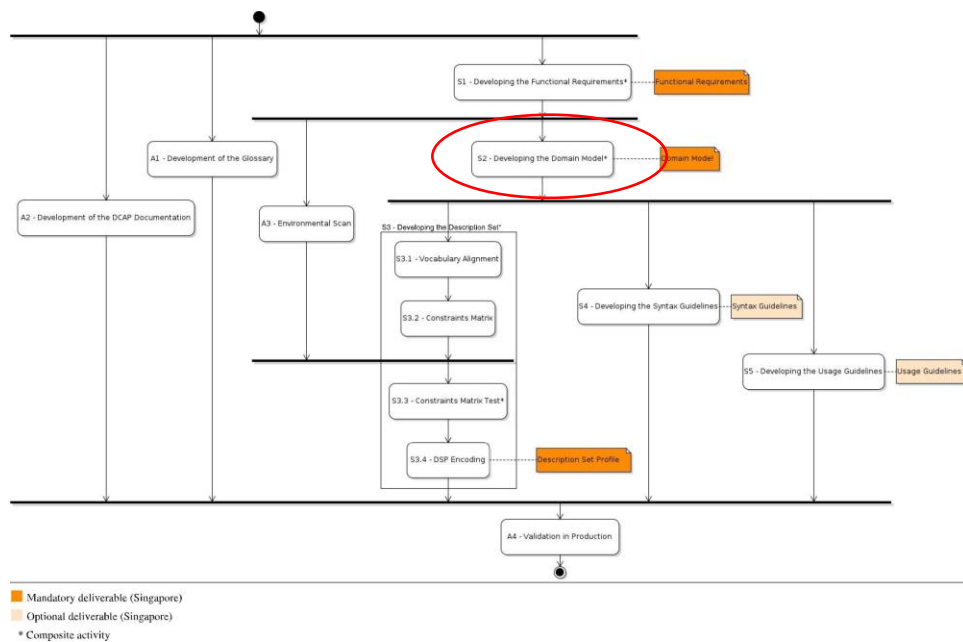 S1 - Developing the Functional Requirements*
Functional Requirements
A1 - Development of the Glossary
S2 - Developing the Domain Model*
Domain Model
A2 - Development of the DCAP Documentation
A3 - Environmental Scan
S3 - Developing the Description Set*
S3.1 - Vocabulary Alignment
S4 - Developing the Syntax Guidelines
Syntax Guidelines
S3.2 - Constraints Matrix
S5 - Developing the Usage Guidelines
Usage Guidelines
S3.3 - Constraints Matrix Test*
S3.4 - DSP Encoding
Description Set Profile
A4 - Validation in Production
Mandatory deliverable (Singapore)
Optional deliverable (Singapore)
* Composite activity